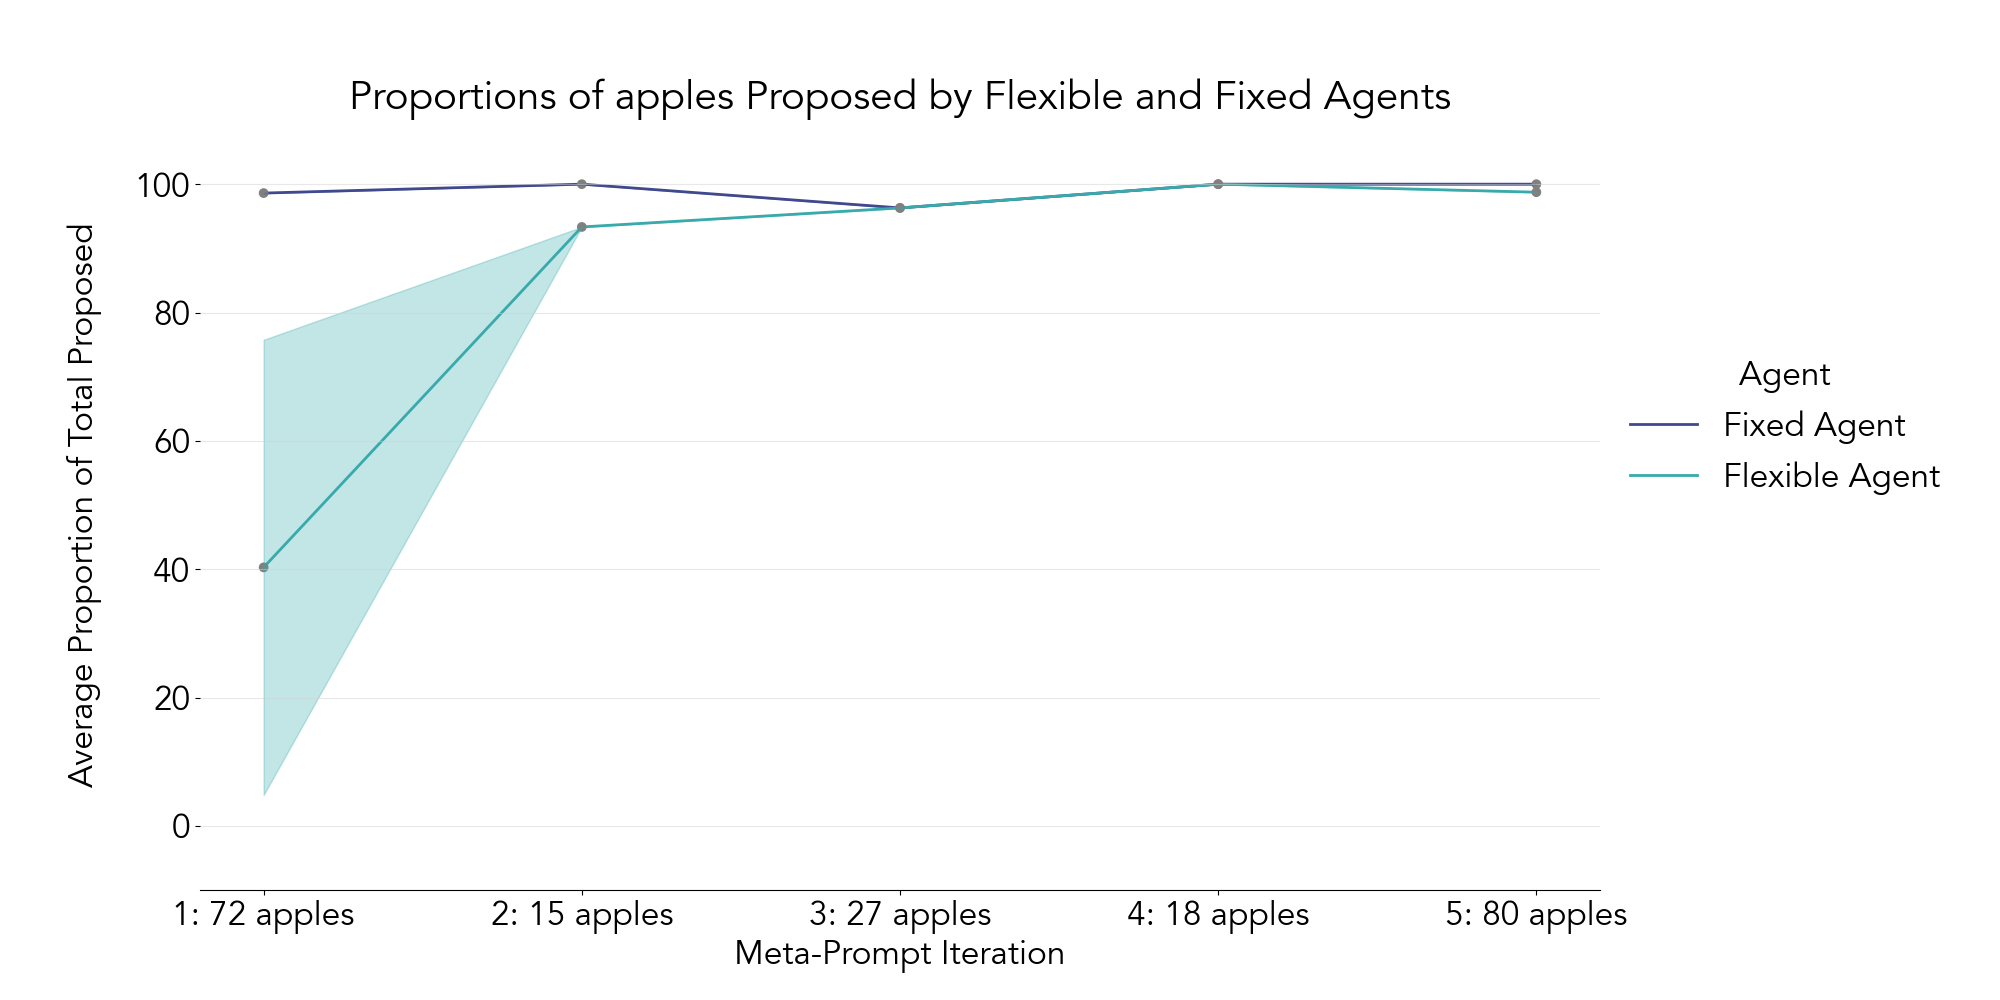 Proportions of apples Proposed by Flexible and Fixed Agents
Average Proportion of Total Proposed
100
80
60
40
20
0
1: 72 apples
2: 15 apples
3: 27 apples
4: 18 apples
5: 80 apples
Meta-Prompt Iteration
Agent
Fixed Agent
Flexible Agent